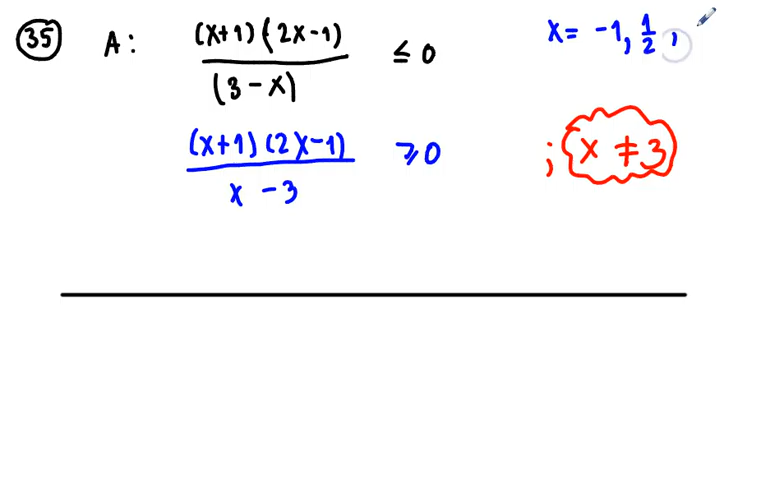 35 A: (x+1)(2x-1) / (3-x) ≤ 0 x = -1, 1/2,
(x+1)(2x-1) / x-3 ≥ 0 ; x ≠ 3